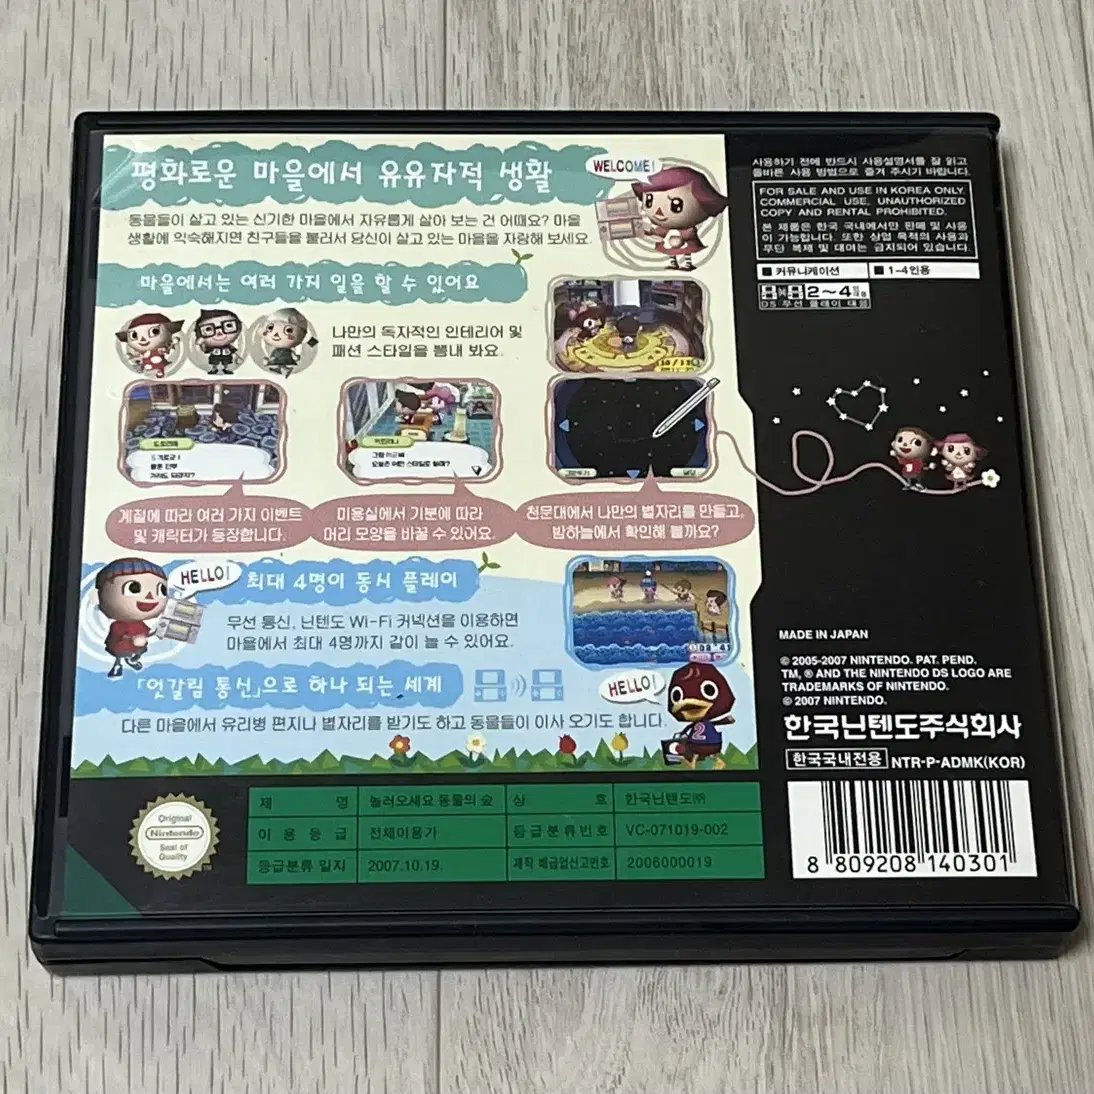 평화로운 마을에서 유유자적 생활
WELCOME!
동물들이 살고 있는 신기한 마을에서 자유롭게 살아 보는 건 어때요? 마을
생활에 익숙해지면 친구들을 불러서 당신이 살고 있는 마을을 자랑해 보세요.
마을에서는 여러 가지 일을 할 수 있어요
나만의 독자적인 인테리어 및
패션 스타일을 뽐내 봐요.
계절에 따라 여러 가지 이벤트
및 캐릭터가 등장합니다.
미용실에서 기분에 따라
머리 모양을 바꿀 수 있어요.
천문대에서 나만의 별자리를 만들고,
밤하늘에서 확인해 볼까요?
HELLO!
최대 4명이 동시 플레이
무선 통신, 닌텐도 Wi-Fi 커넥션을 이용하면
마을에서 최대 4명까지 같이 놀 수 있어요.
「엇갈림 통신」으로 하나 되는 세계
HELLO!
다른 마을에서 유리병 편지나 별자리를 받기도 하고 동물들이 이사 오기도 합니다.
2
사용하기 전에 반드시 사용설명서를 잘 읽고
올바른 사용 방법으로 즐겨 주시기 바랍니다.
FOR SALE AND USE IN KOREA ONLY.
COMMERCIAL USE, UNAUTHORIZED
COPY AND RENTAL PROHIBITED.
본 제품은 한국 국내에서만 판매 및 사용
이 가능합니다. 또한 상업 목적의 사용과
무단 복제 및 대여는 금지되어 있습니다.
■ 커뮤니케이션
■ 1-4인용
2~4
DS 무선 플레이 대응
MADE IN JAPAN
© 2005-2007 NINTENDO. PAT. PEND.
TM, ® AND THE NINTENDO DS LOGO ARE
TRADEMARKS OF NINTENDO.
© 2007 NINTENDO.
한국닌텐도주식회사
한국국내전용 NTR-P-ADMK(KOR)
8 809208 140301
Original
Nintendo
Seal of
Quality
제 명 놀러오세요 동물의 숲 상 호 한국닌텐도㈜
이 용 등 급 전체이용가 등급분류번호 VC-071019-002
등급분류 일자 2007.10.19. 제작·배급업신고번호 2006000019